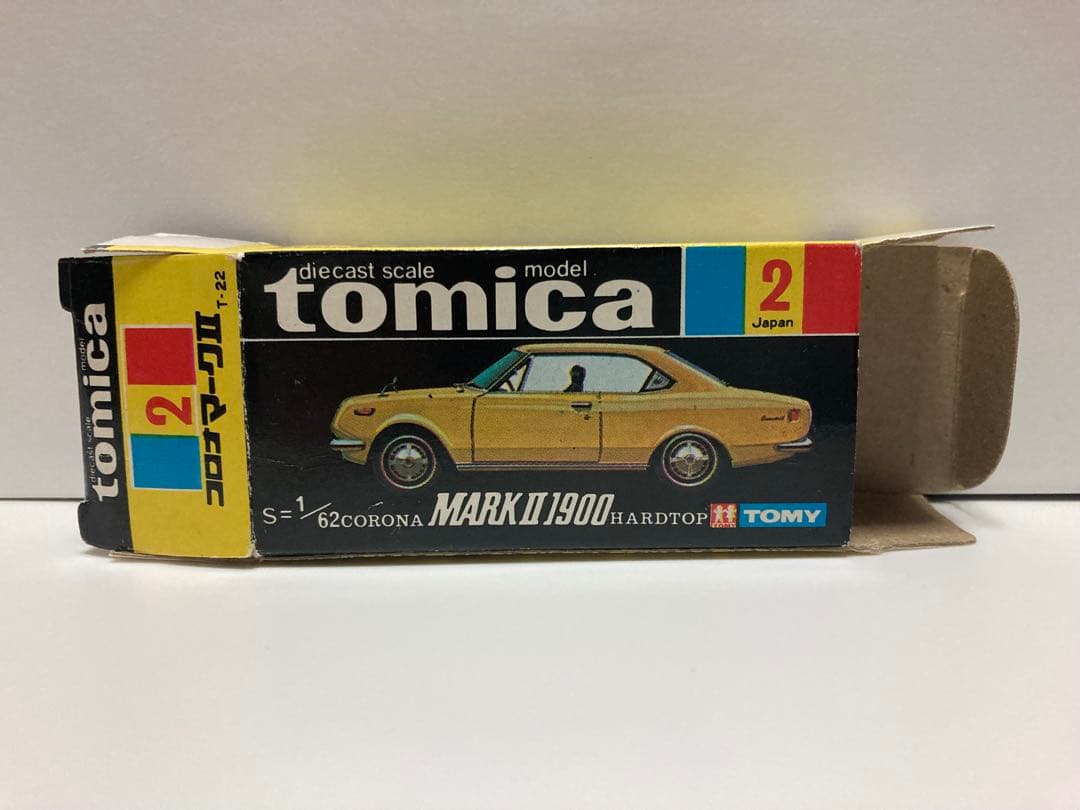 diecast scale model
tomica
2
Japan
S=1/62 CORONA MARK II 1900 HARDTOP TOMY TOMY
diecast scale model
tomica
2
コロナマークII
T-22